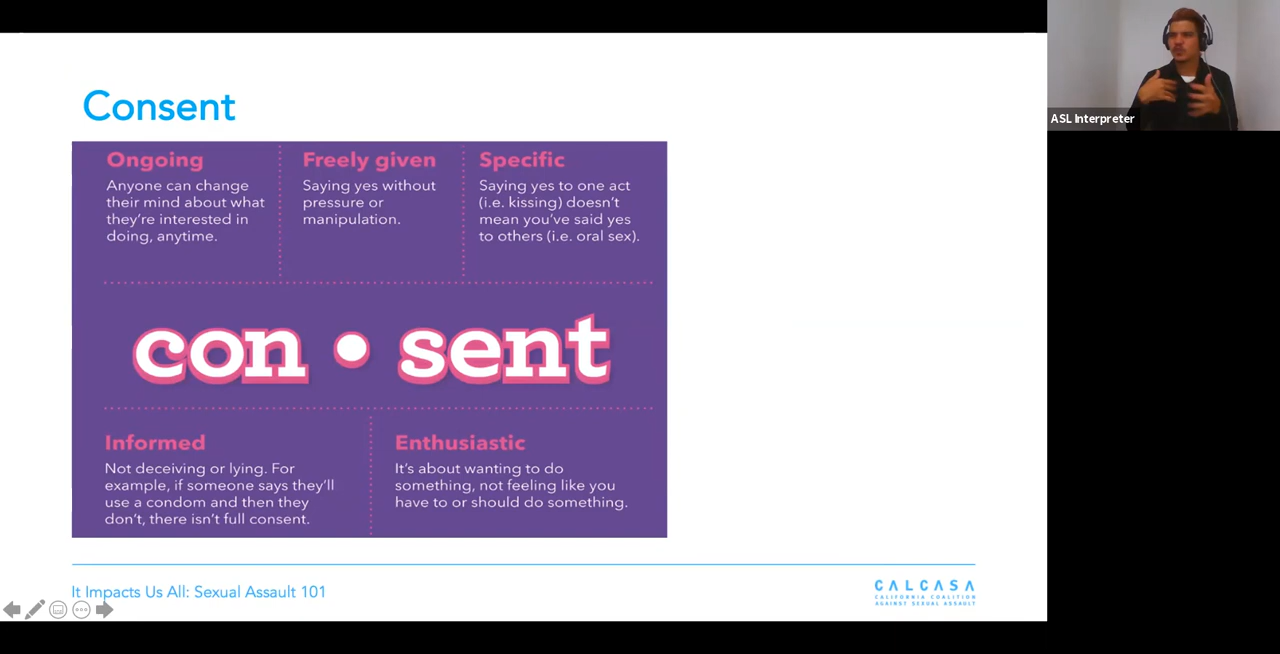 Consent
Ongoing
Anyone can change
their mind about what
they're interested in
doing, anytime.
Freely given
Saying yes without
pressure or
manipulation.
Specific
Saying yes to one act
(i.e. kissing) doesn't
mean you've said yes
to others (i.e. oral sex).
con • sent
Informed
Not deceiving or lying. For
example, if someone says they'll
use a condom and then they
don't, there isn't full consent.
Enthusiastic
It's about wanting to do
something, not feeling like you
have to or should do something.
It Impacts Us All: Sexual Assault 101
CALCASA
CALIFORNIA COALITION
AGAINST SEXUAL ASSAULT
ASL Interpreter